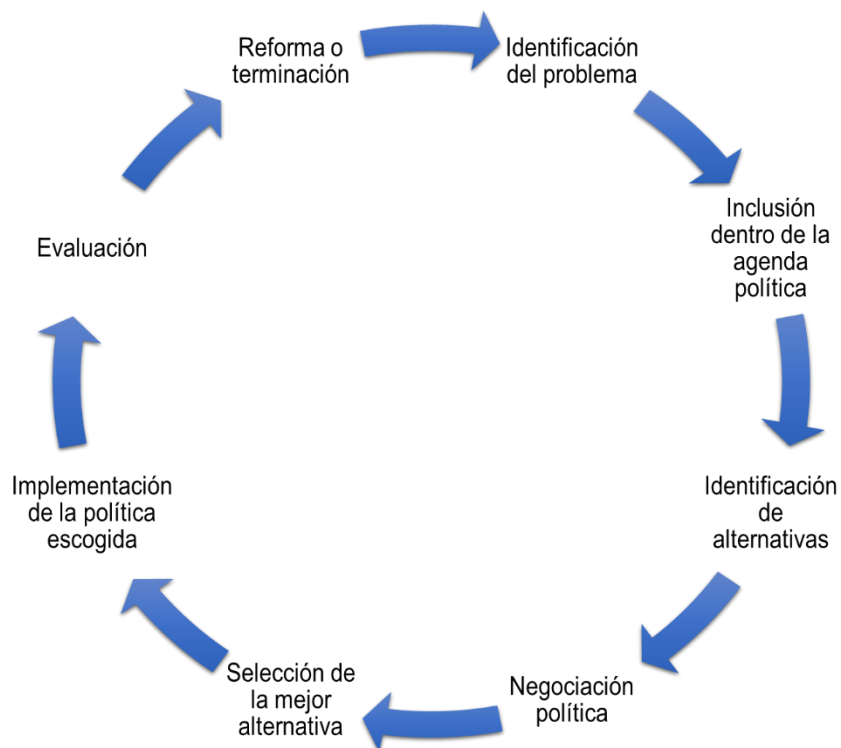 Identificación
del problema
Inclusión
dentro de la
agenda
política
Identificación
de
alternativas
Negociación
política
Selección de
la mejor
alternativa
Implementación
de la política
escogida
Evaluación
Reforma o
terminación